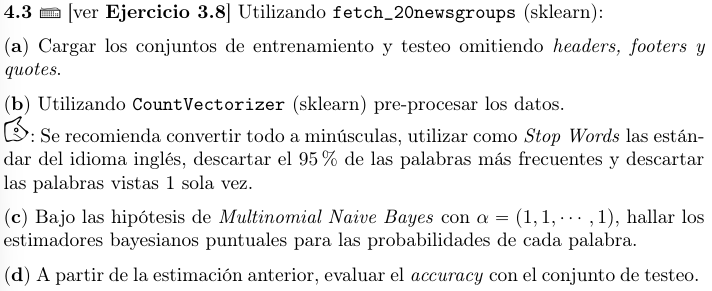 4.3 [ver Ejercicio 3.8] Utilizando fetch_20newsgroups (sklearn):
(a) Cargar los conjuntos de entrenamiento y testeo omitiendo headers, footers y
quotes.
(b) Utilizando CountVectorizer (sklearn) pre-procesar los datos.
: Se recomienda convertir todo a minúsculas, utilizar como Stop Words las están-
dar del idioma inglés, descartar el 95 % de las palabras más frecuentes y descartar
las palabras vistas 1 sola vez.
(c) Bajo las hipótesis de Multinomial Naive Bayes con α = (1, 1, · · · , 1), hallar los
estimadores bayesianos puntuales para las probabilidades de cada palabra.
(d) A partir de la estimación anterior, evaluar el accuracy con el conjunto de testeo.